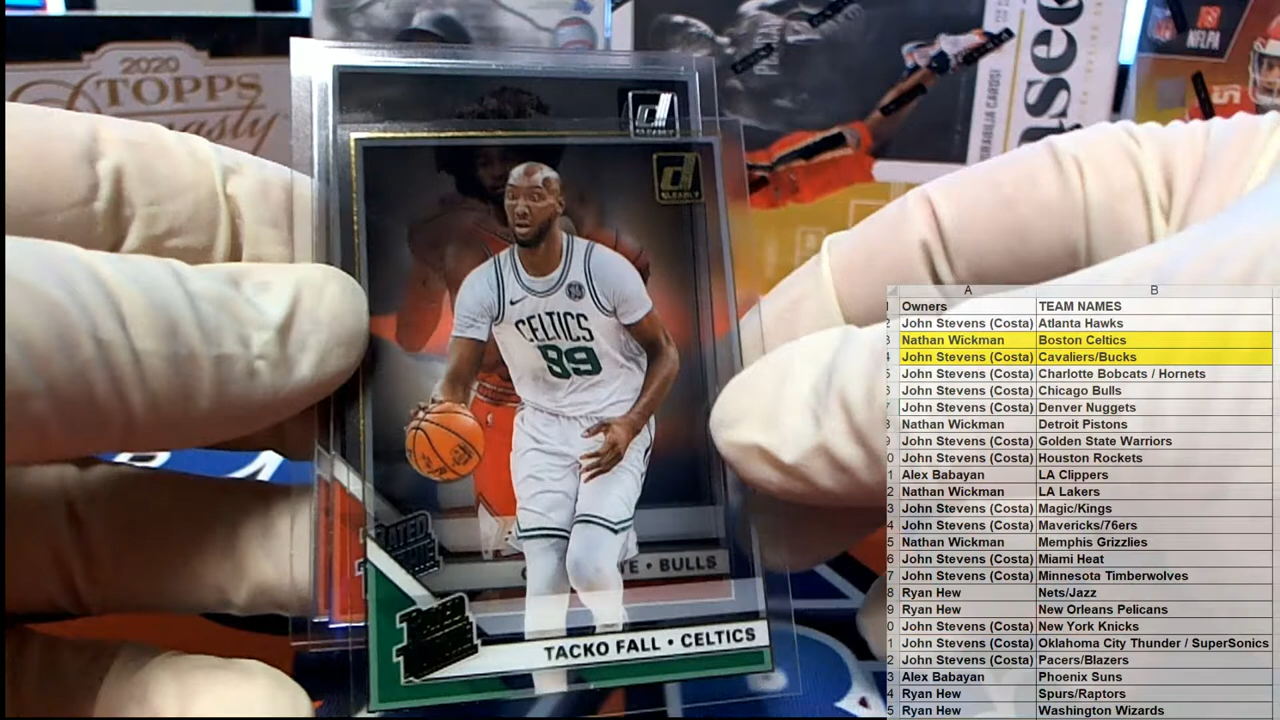 2020
TOPPS
Dynasty
NFLPA
CLEARLY
CLEARLY
CELTICS
99
RATED
ROOKIE
BULLS
RATED
ROOKIE
TACKO FALL • CELTICS
A B
Owners TEAM NAMES
John Stevens (Costa) Atlanta Hawks
Nathan Wickman Boston Celtics
John Stevens (Costa) Cavaliers/Bucks
John Stevens (Costa) Charlotte Bobcats / Hornets
John Stevens (Costa) Chicago Bulls
John Stevens (Costa) Denver Nuggets
Nathan Wickman Detroit Pistons
John Stevens (Costa) Golden State Warriors
John Stevens (Costa) Houston Rockets
Alex Babayan LA Clippers
Nathan Wickman LA Lakers
John Stevens (Costa) Magic/Kings
John Stevens (Costa) Mavericks/76ers
Nathan Wickman Memphis Grizzlies
John Stevens (Costa) Miami Heat
John Stevens (Costa) Minnesota Timberwolves
Ryan Hew Nets/Jazz
Ryan Hew New Orleans Pelicans
John Stevens (Costa) New York Knicks
John Stevens (Costa) Oklahoma City Thunder / SuperSonics
John Stevens (Costa) Pacers/Blazers
Alex Babayan Phoenix Suns
Ryan Hew Spurs/Raptors
Ryan Hew Washington Wizards